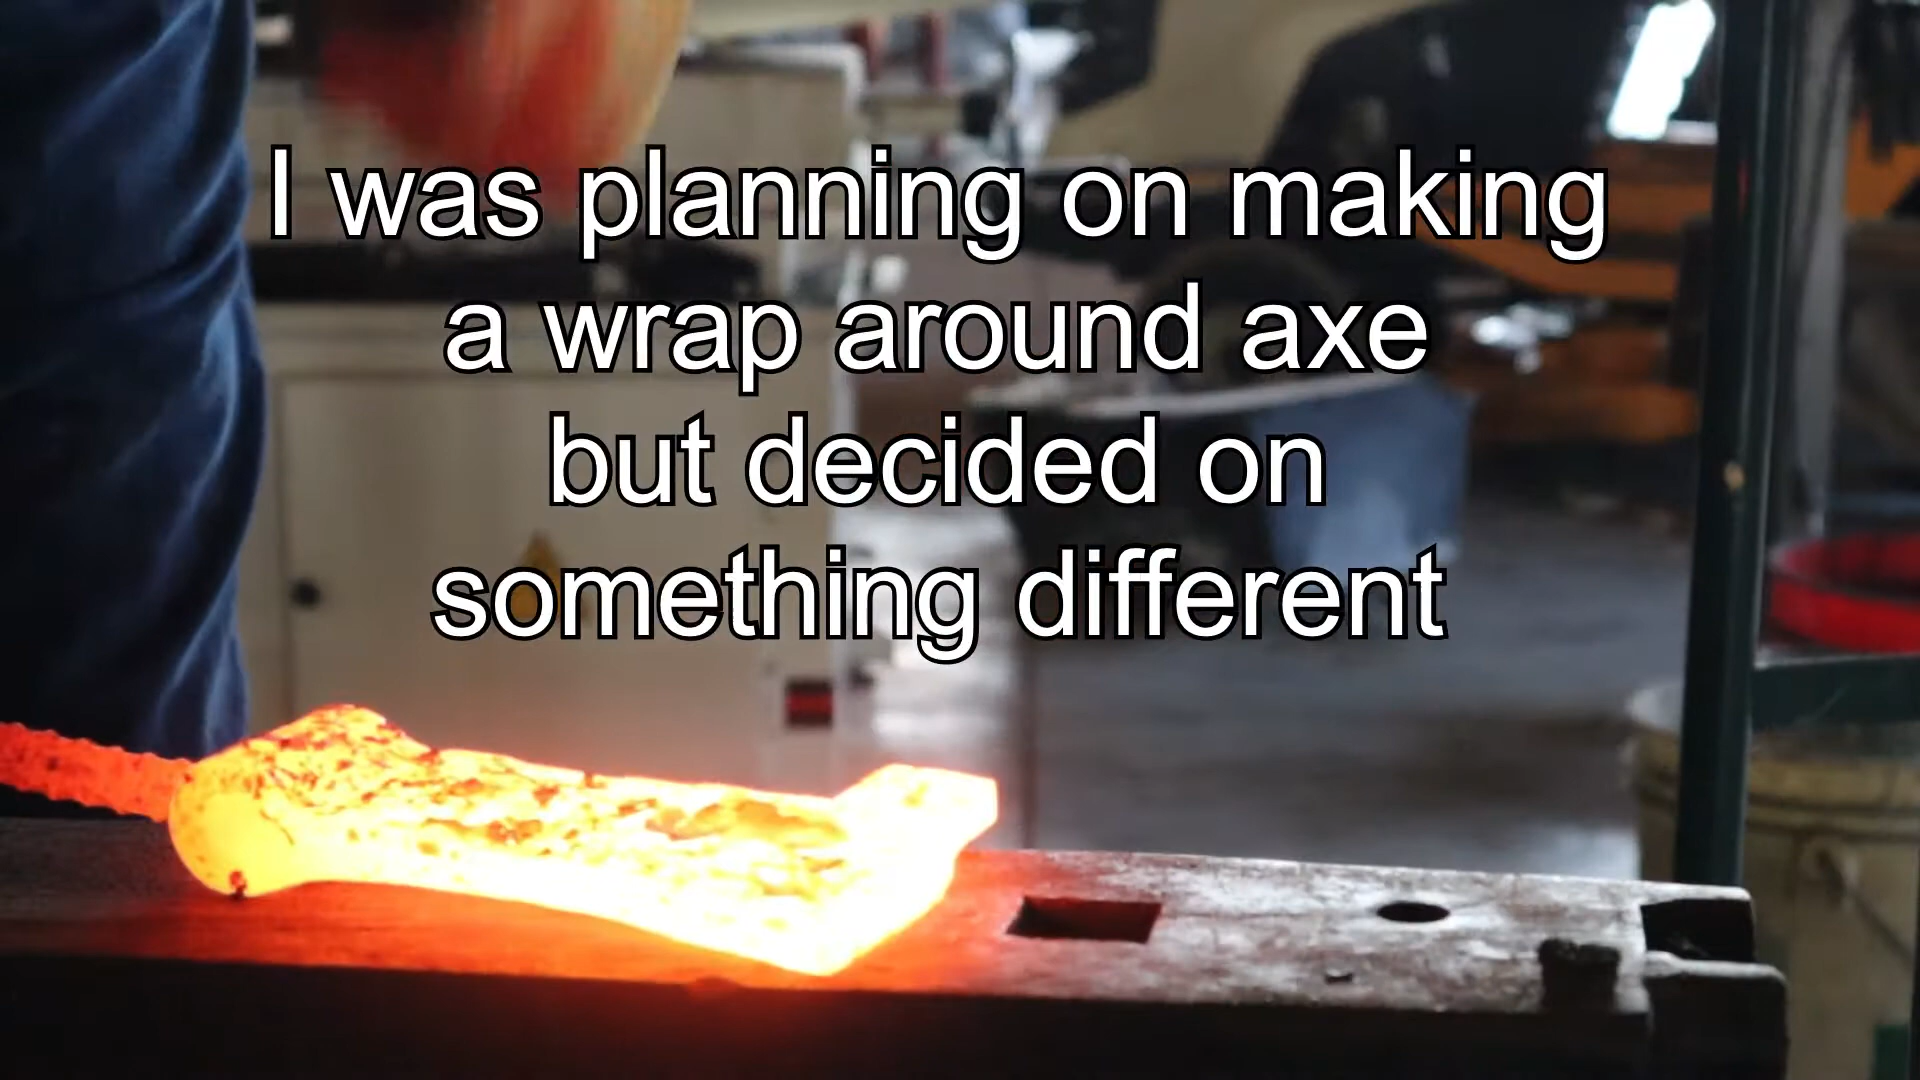 I was planning on making
a wrap around axe
but decided on
something different